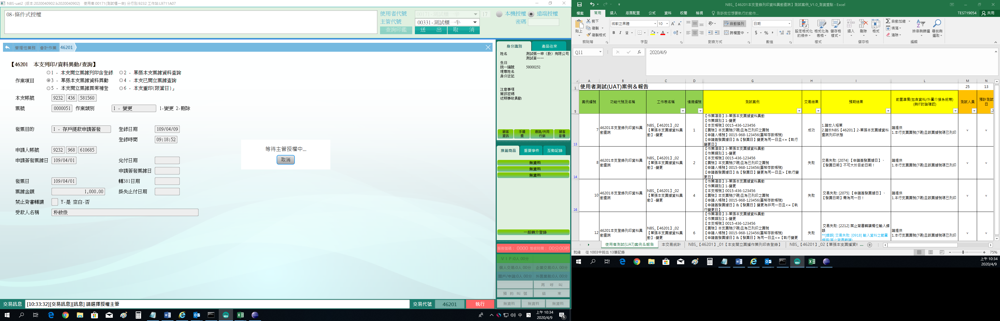 NBS-uat2 (版本:2020040902.b2020040902) 使用者:00171(測試櫃一辛) 分行別:9232 工作站:L9711A07
08-條件式授權
使用者代號 00171-測試櫃一辛 17 本機授權 遠端授權
主管代號 00331-測試櫃一牛 密碼
查詢印鑑 送 出 取 消
管理性業務 會計作業 46201
【46201 本支列印/資料異動/查詢】
1 - 本支開立票據列印含登錄 2 - 單張本支票據資料查詢
作業項目 3 - 單張本支票據資料異動 4 - 本支已開立票據查詢
5 - 本支開立票據異常補登 6 - 本支重印(限當日)」
本支帳號 9232 436 581560
票號 0000051 作業類別 1 - 變更 1-變更 2-刪除
發票目的 1 - 存戶提款申請簽發 登錄日期 109/04/09
登錄時間 09:18:52
申請人帳號 9232 968 610685
申請簽發票據日 109/04/01 兌付日期
申請簽發票據日
發票日 109/04/01 轉381日期
票據金額 1,000.00 掛失止付日期
禁止背書轉讓 Y-是 空白-否
受款人名稱 朴敘俊
等待主管授權中...
取消
身分識別 產品往來
姓名 測試張一申（股）有限公司
測試黃一一
生日
統一編號 58000252
理專姓名
身分註記
注意事項
簡訊密碼
近期事故異動
顧客資訊 手續費 通路/共同行銷 顧客影像
推薦商品 重要事件 互動記錄
無資料
無資料
無資料
一般轉介登錄
服務號碼： 0000 等候時間： 00分00秒
ＶＩＰ:0人 00分
個人交易:0人 00分 企業交易:0人 00分
開戶/申請:0人 00分 外匯業務:0人 00分
再 呼 叫
預 約 叫 號 結 束
無資料 無資料 無資料
交易訊息 [10:33:32][交易訊息][訊息] 請選擇授權主管 交易代號 46201 執行
中
上午 10:34
2020/4/9
6
NBS_【46201本支登錄列印資料異動查詢】測試案例_V1.0_測資盤點 - Excel
檔案 常用 插入 版面配置 公式 資料 校閱 檢視 告訴我您想要執行的動作... TEST19054 共用
貼上 剪下 複製 複製格式 剪貼簿
微軟正黑體 10 B I U 字型
自動換列 跨欄置中 對齊方式
日期 $ % 數值
設定格式化的條件 格式化為表格 儲存格樣式 樣式
插入 刪除 格式 儲存格
自動加總 填滿 清除 排序與篩選 尋找與選取 編輯
Q11 fx 2020/4/9
A B C D G H I L M N
1 使用者測試(UAT)案例＆報告 25 13
5 案例編號 功能代號及名稱 工作表名稱 情境編號 測試案例 交易結果 預期結果 前置準備(包含資料/外圍介接系統等)(與IT討論確認) 測試人員 預計測試日
13 7 46201本支登錄列印資料異動查詢 NBS_【46201】_02【單張本支票據資料異動】-變更 1
【作業項目】3-單張本支票據資料異動
【作業類別】1-變更
【本支帳號】0015-436-123456
【票號】本支票號(7碼)且為已列印之票號
【申請人帳號】0015-968-123456(臺幣存款帳號)
【申請簽發票據日】&【發票日】變更為同一日且<=【執行變更日】
成功
1.請放入短單
2.請於NBS【46201】2-單張本支票據資料查詢列印狀態
請提供
1.本行支票票號(7碼)且該票據號碼已列印
v v
14 8 46201本支登錄列印資料異動查詢 NBS_【46201】_02【單張本支票據資料異動】-變更 2
【作業項目】3-單張本支票據資料異動
【作業類別】1-變更
【本支帳號】0015-436-123456
【票號】本支票號(7碼)且為已列印之票號
【申請人帳號】0015-968-123456(臺幣存款帳號)
【申請簽發票據日】&【發票日】變更為同一日且>【執行變更日】
失敗
交易失敗: [2074] 【申請簽發票據日】、【發票日期】不可大於目前日期！
請提供
1.本行支票票號(7碼)且該票據號碼已列印
v v
16 10 46201本支登錄列印資料異動查詢 NBS_【46201】_02【單張本支票據資料異動】-變更 4
【作業項目】3-單張本支票據資料異動
【作業類別】1-變更
【本支帳號】0015-436-123456
【票號】本支票號(7碼)且為已列印之票號
【申請人帳號】0015-968-123456(臺幣存款帳號)
【申請簽發票據日】&【發票日】變更為非同一日且<=【執行變更日】
失敗
交易失敗: [2075] 【申請簽發票據日】、【發票日期】需為同一日！
請提供
1.本行支票票號(7碼)且該票據號碼已列印
v v
12 46201本支登錄列印資料異動查詢 NBS_【46201】_02【單張本支票據資料異動】-變更 6
【作業項目】3-單張本支票據資料異動
【作業類別】1-變更
【本支帳號】0015-436-123456
【票號】本支票號(7碼)且為已列印之票號
【申請人帳號】0015-968-123456(臺幣存款帳號)
【申請簽發票據日】&【發票日】為同一日且<=【執行變更
失敗
交易失敗: [2212] 禁止背書轉讓欄位輸入錯誤
**[錯誤] 交易失敗: [0918] 輸入資料之範圍錯誤(禁止背書轉讓)
請提供
1.本行支票票號(7碼)且該票據號碼已列印
v v
使用者測試(UAT)案例＆報告 本交易統計 NBS_【46201】_01【本支開立票據作業列印含登錄】 NBS_【46201】_02【單張本支票據資料 ...
就緒 從 1003中找出 13筆記錄 75%
上午 10:34
2020/4/9